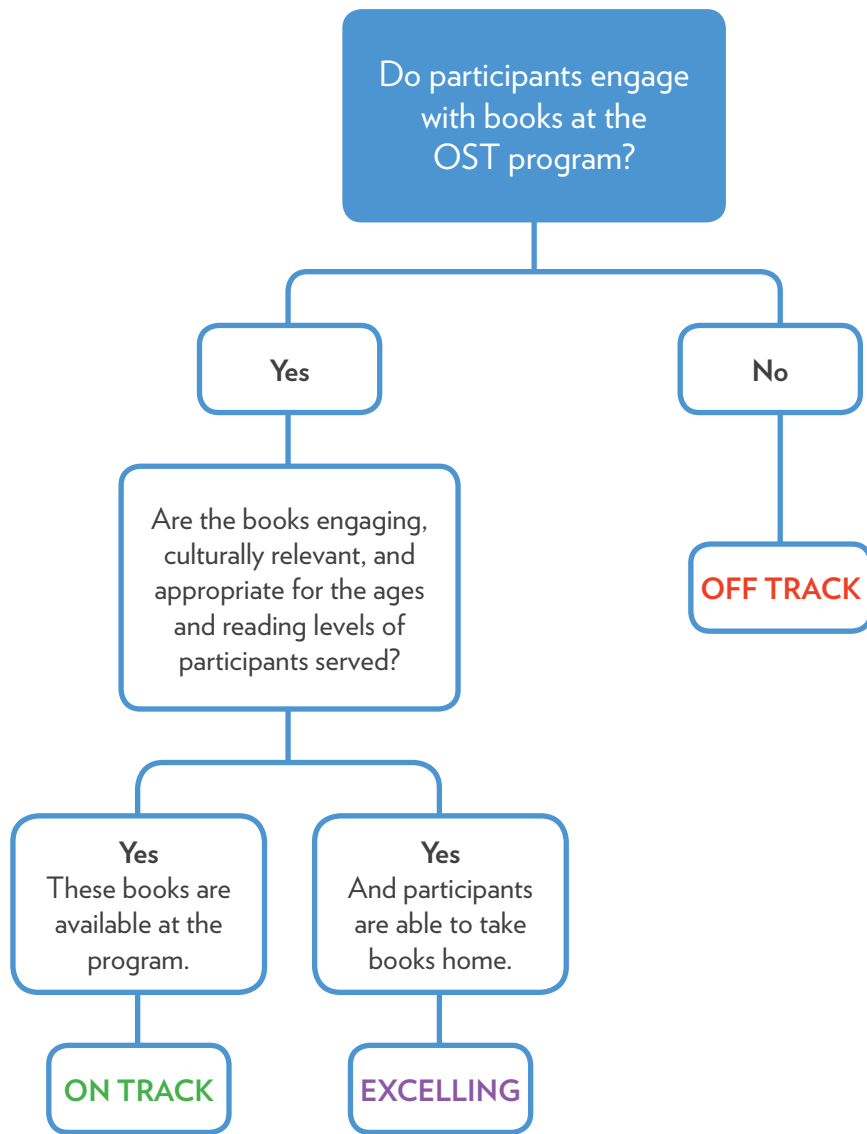 Do participants engage
with books at the
OST program?
Yes
No
Are the books engaging,
culturally relevant, and
appropriate for the ages
and reading levels of
participants served?
OFF TRACK
Yes
These books are
available at the
program.
Yes
And participants
are able to take
books home.
ON TRACK
EXCELLING